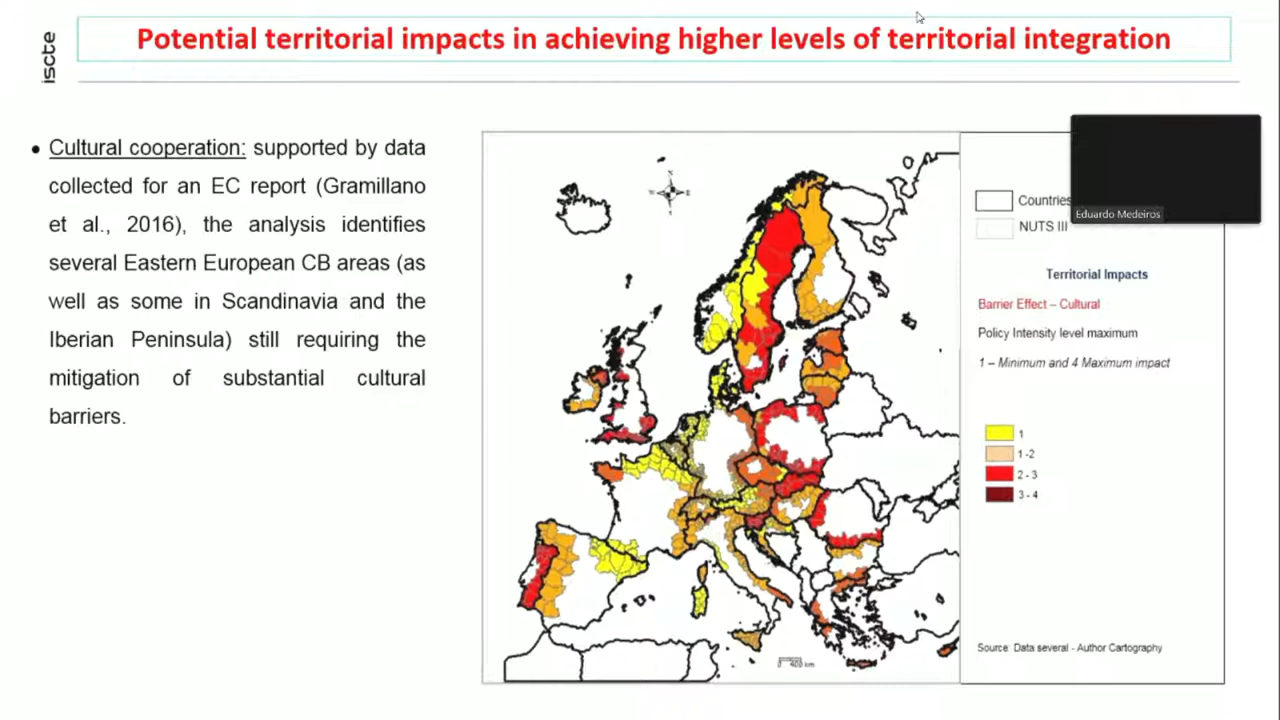 iscte
Potential territorial impacts in achieving higher levels of territorial integration
• Cultural cooperation: supported by data
collected for an EC report (Gramillano
et al., 2016), the analysis identifies
several Eastern European CB areas (as
well as some in Scandinavia and the
Iberian Peninsula) still requiring the
mitigation of substantial cultural
barriers.
N
W E
S
0 400 km
Countries
NUTS III
Eduardo Medeiros
Territorial Impacts
Barrier Effect – Cultural
Policy Intensity level maximum
1 – Minimum and 4 Maximum impact
1
1 - 2
2 - 3
3 - 4
Source: Data several - Author Cartography